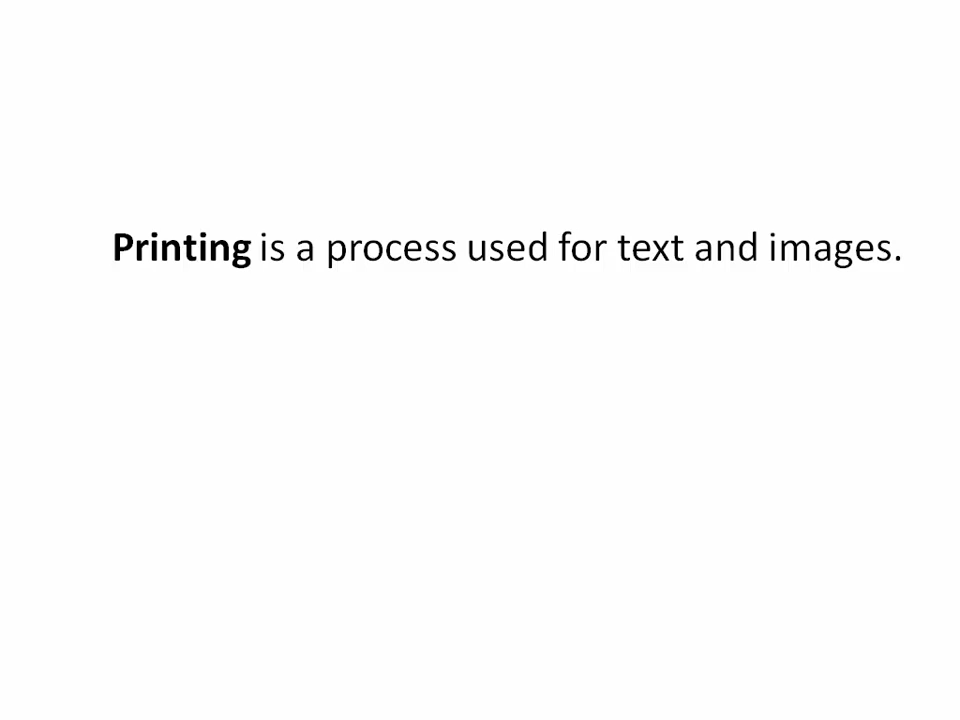 Printing is a process used for text and images.